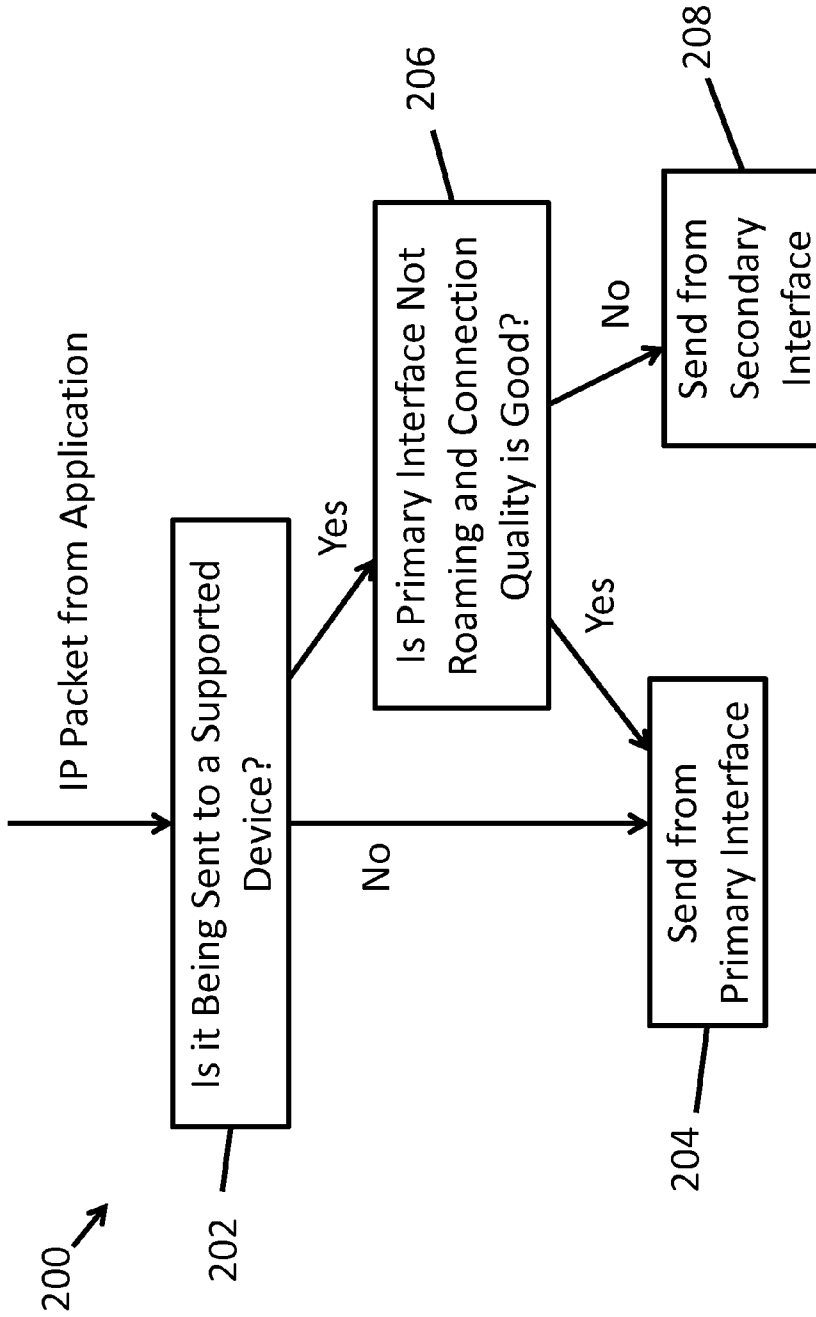 200
IP Packet from Application
202
Is it Being Sent to a Supported
Device?
Yes
No
206
Is Primary Interface Not
Roaming and Connection
Quality is Good?
Yes
No
204
Send from
Primary Interface
208
Send from
Secondary
Interface